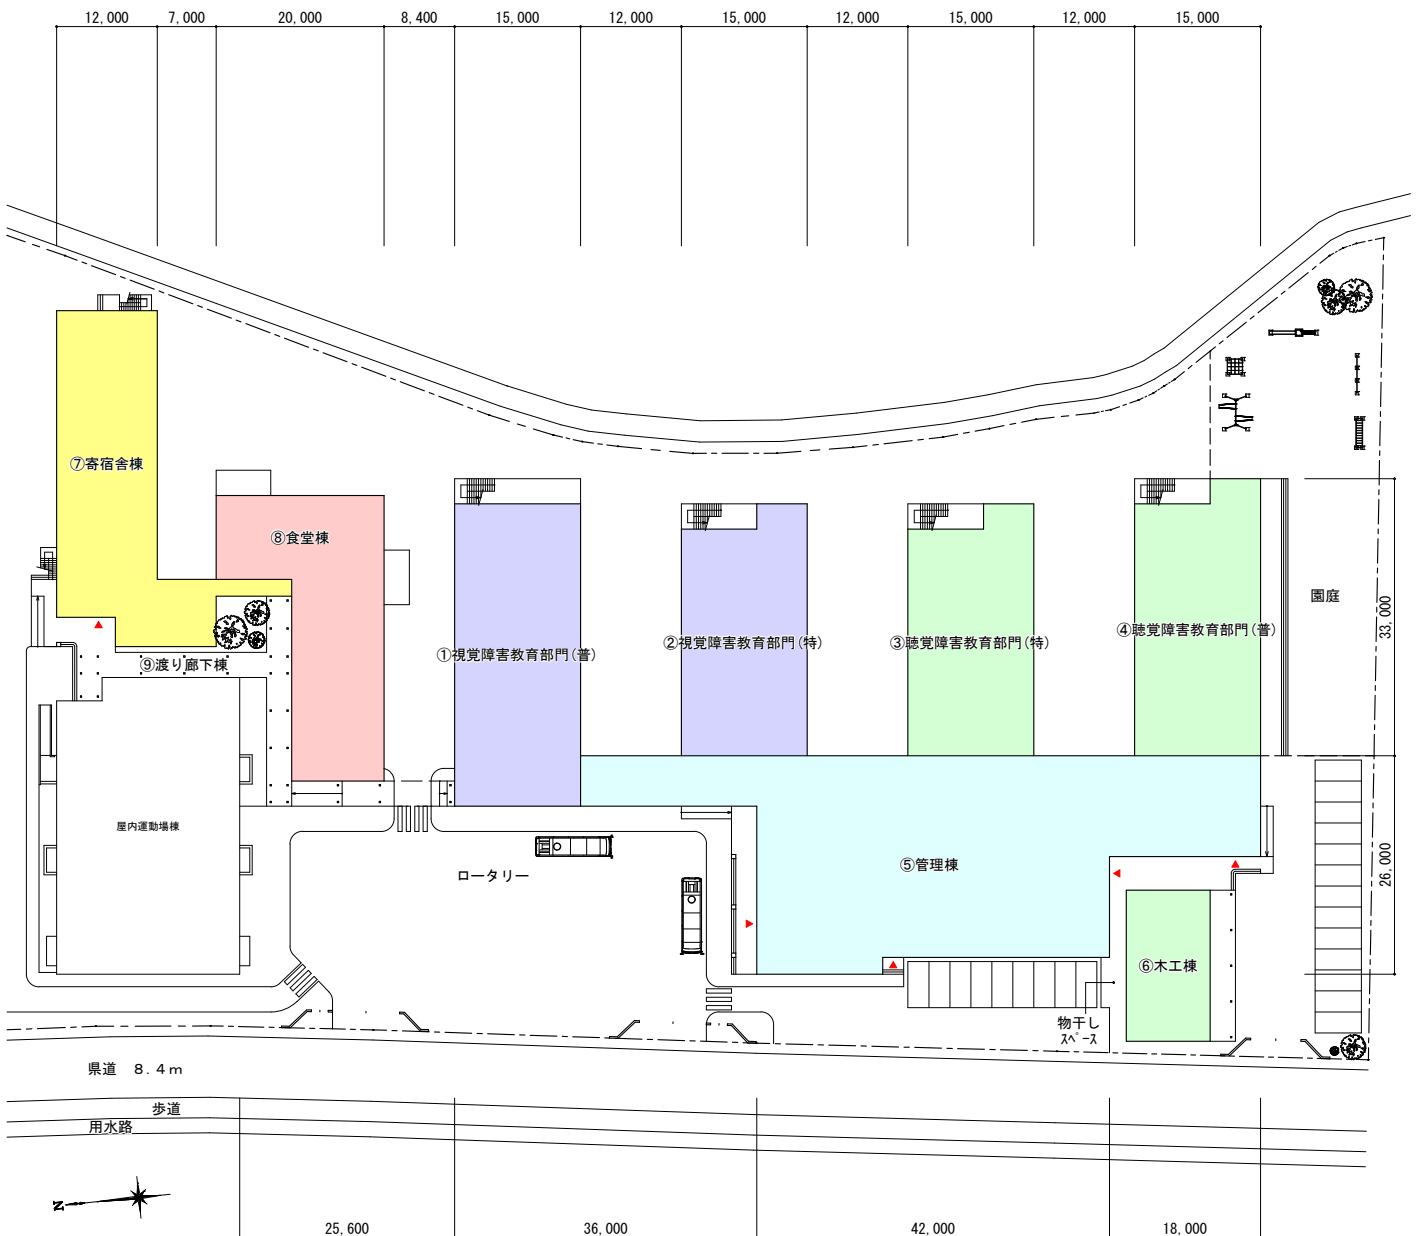 12,000 7,000 20,000 8,400 15,000 12,000 15,000 12,000 15,000 12,000 15,000
⑦寄宿舎棟
⑧食堂棟
園庭
33,000
④聴覚障害教育部門(普)
②視覚障害教育部門(特)
③聴覚障害教育部門(特)
①視覚障害教育部門(普)
⑨渡り廊下棟
屋内運動場棟
ロータリー
⑤管理棟
26,000
⑥木工棟
物干し
スペース
県道 8.4m
歩道
用水路
N
25,600 36,000 42,000 18,000